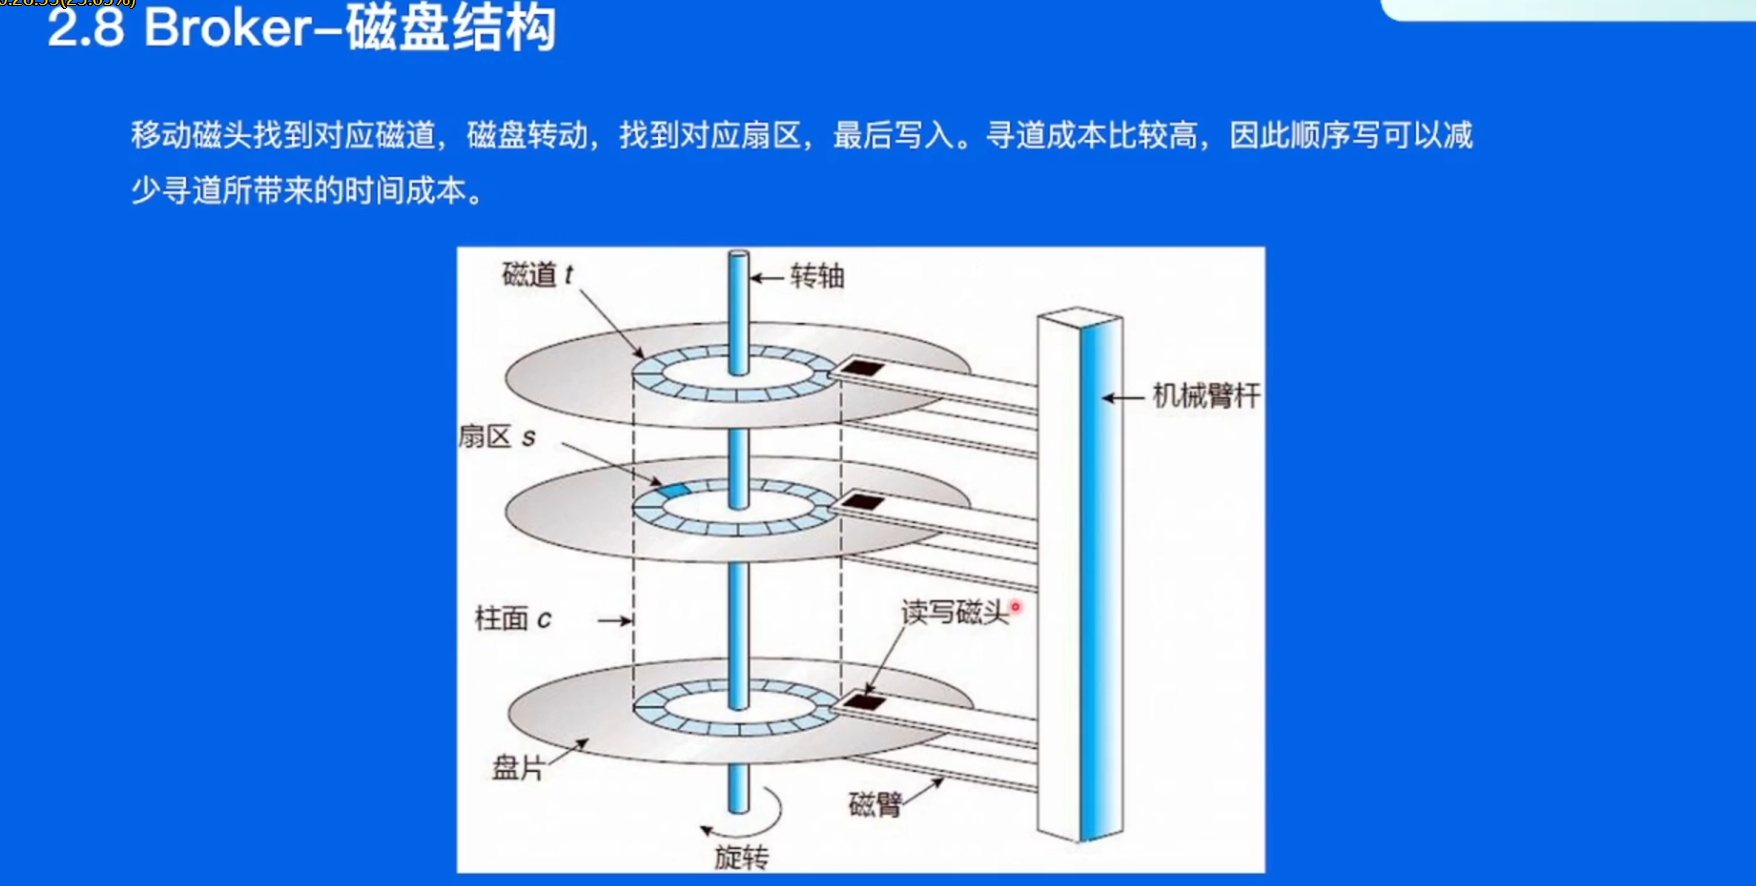 2.8 Broker–磁盘结构
移动磁头找到对应磁道，磁盘转动，找到对应扇区，最后写入。寻道成本比较高，因此顺序写可以减
少寻道所带来的时间成本。
磁道 t
转轴
机械臂杆
扇区 s
读写磁头
柱面 c
盘片
磁臂
旋转